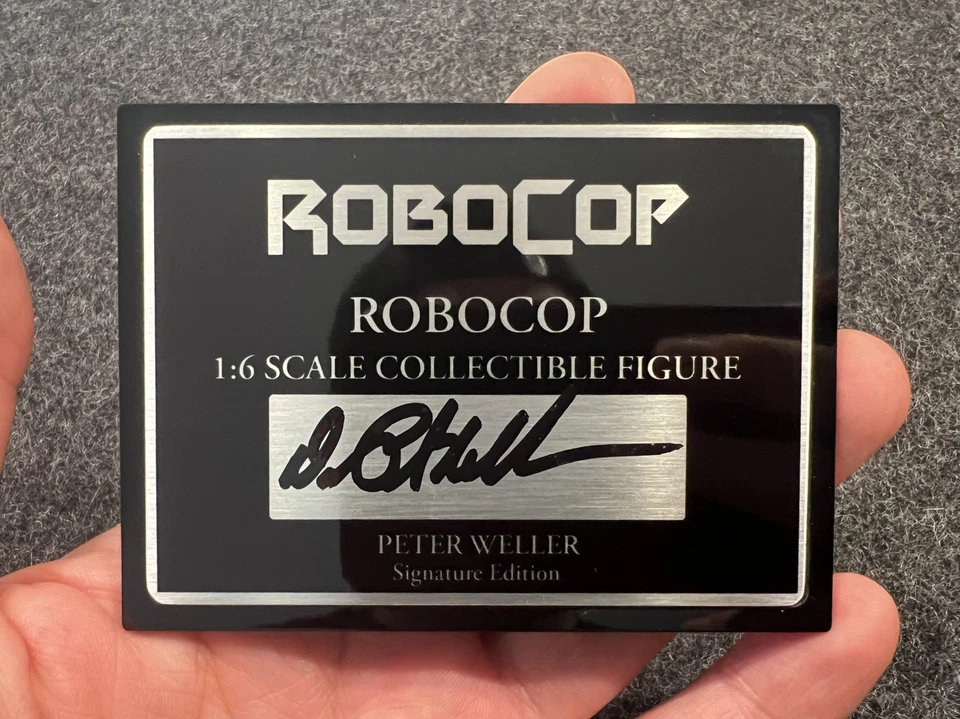 ROBOCOP
ROBOCOP
1:6 SCALE COLLECTIBLE FIGURE
PETER WELLER
Signature Edition